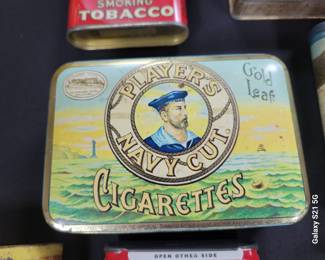 SMOKING
TOBACCO
PLAYER'S
NAVY CUT.
Gold
Leaf
CIGARETTES
OPEN OTHER SIDE
Galaxy S21 5G